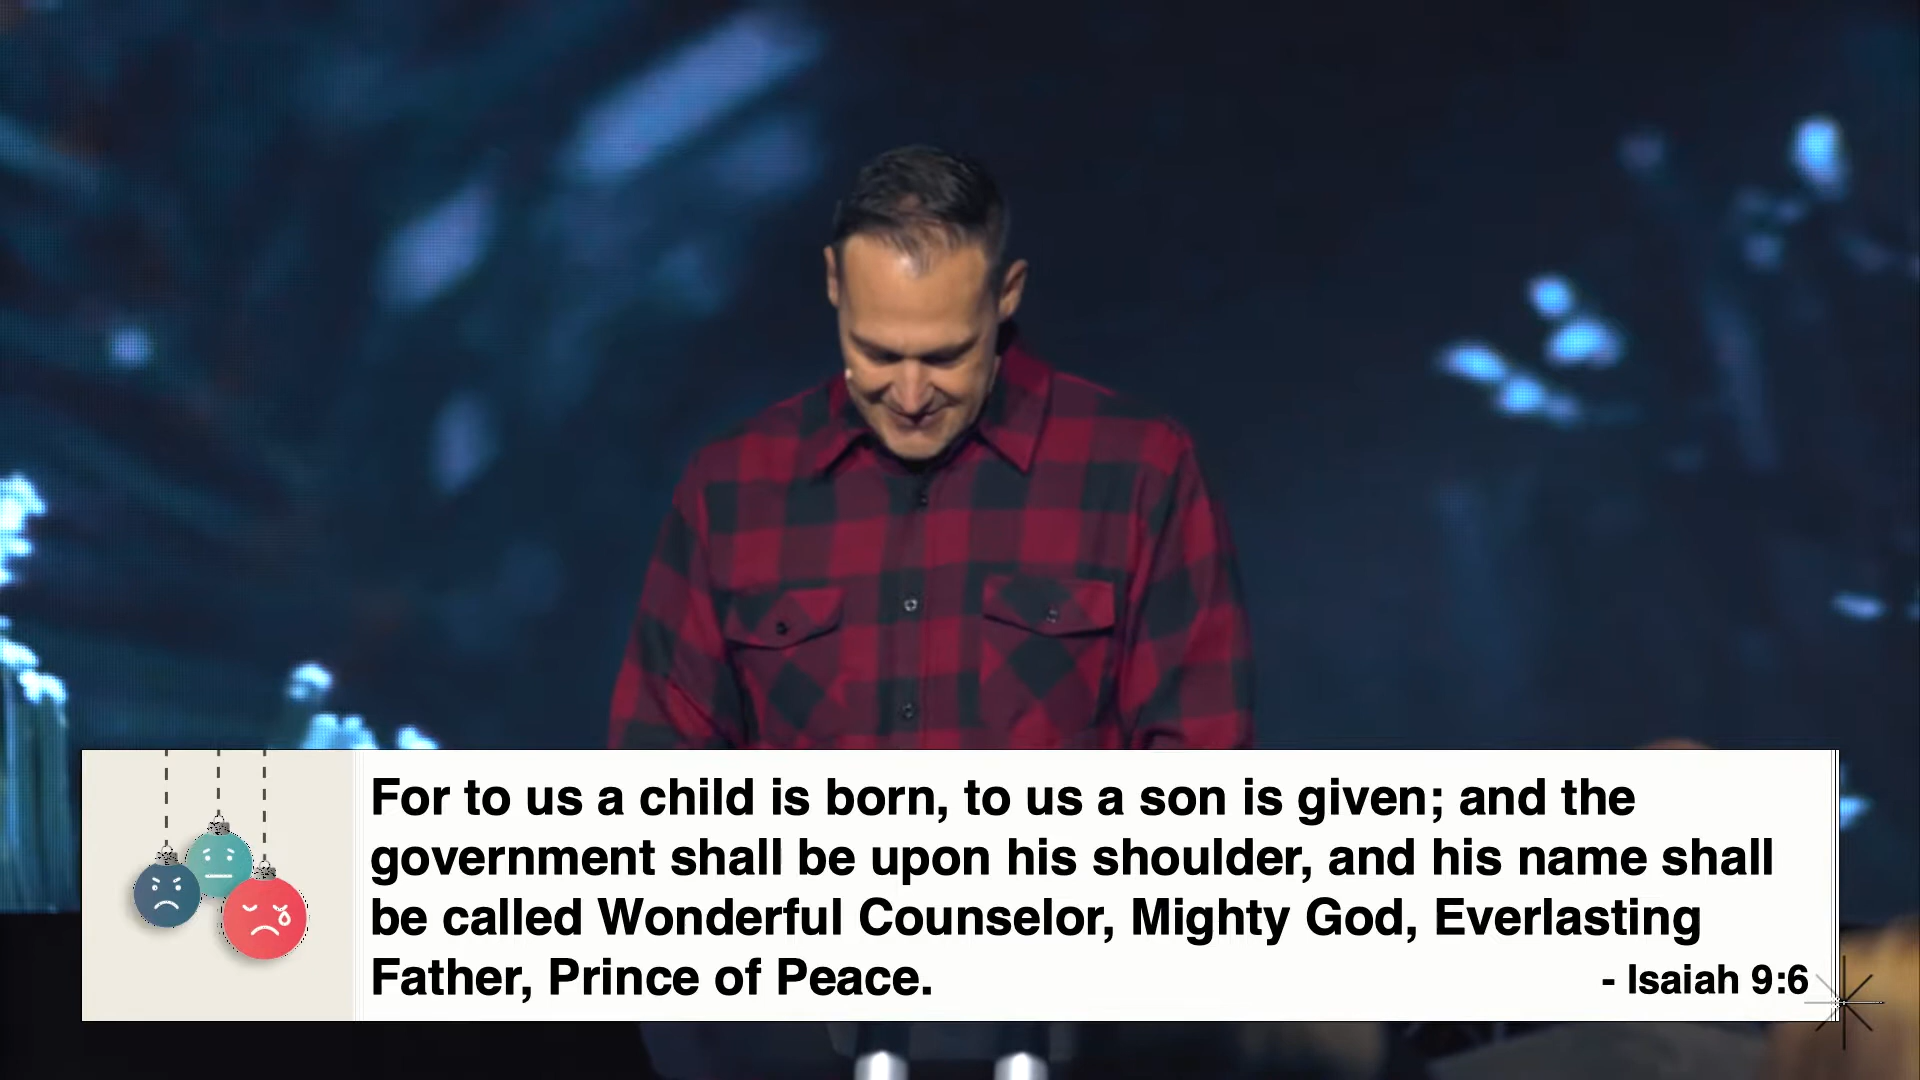 For to us a child is born, to us a son is given; and the
government shall be upon his shoulder, and his name shall
be called Wonderful Counselor, Mighty God, Everlasting
Father, Prince of Peace.
- Isaiah 9:6